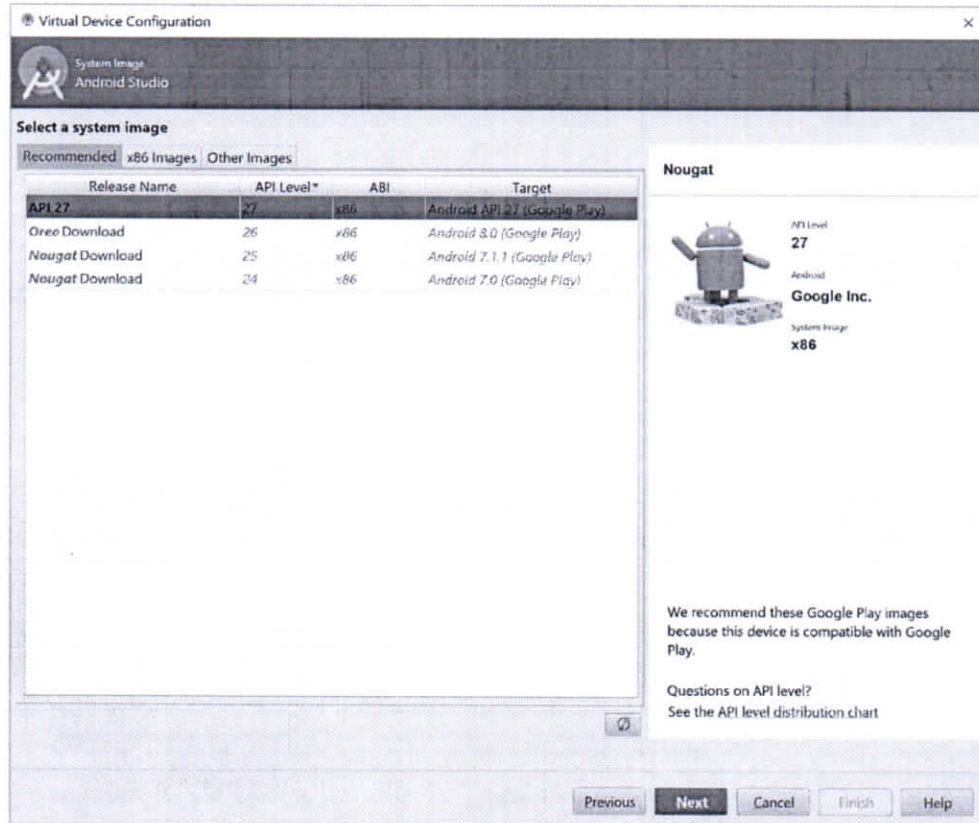 Virtual Device Configuration
System Image
Android Studio
Select a system image
Recommended x86 Images Other Images
Release Name API Level ABI Target
API 27 27 x86 Android API 27 (Google Play)
Oreo Download 26 x86 Android 8.0 (Google Play)
Nougat Download 25 x86 Android 7.1.1 (Google Play)
Nougat Download 24 x86 Android 7.0 (Google Play)
Nougat
API Level
27
Android
Google Inc.
System Image
x86
We recommend these Google Play images
because this device is compatible with Google
Play.
Questions on API level?
See the API level distribution chart
Previous Next Cancel Finish Help